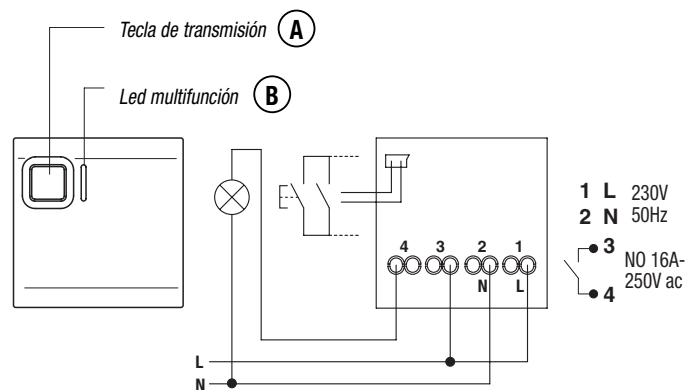 Tecla de transmisión A
Led multifunción B
1 L 230V
2 N 50Hz
4 3 2 1
N L
3
NO 16A-
250V ac
4
L
N